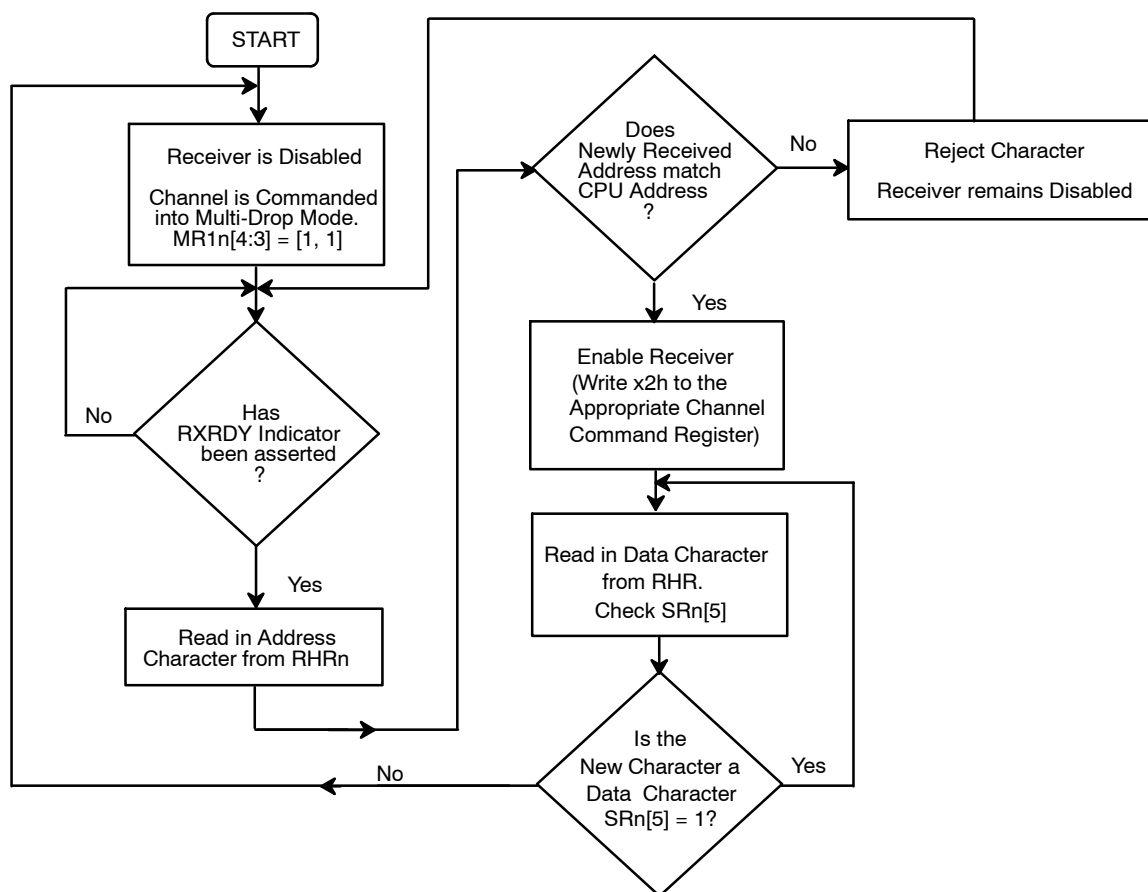 START
Receiver is Disabled
Channel is Commanded
into Multi-Drop Mode.
MR1n[4:3] = [1, 1]
No
Has
RXRDY Indicator
been asserted
?
Yes
Read in Address
Character from RHRn
Does
Newly Received
Address match
CPU Address
?
No
Reject Character
Receiver remains Disabled
Yes
Enable Receiver
(Write x2h to the
Appropriate Channel
Command Register)
Read in Data Character
from RHR.
Check SRn[5]
Is the
New Character a
Data Character
SRn[5] = 1?
Yes
No